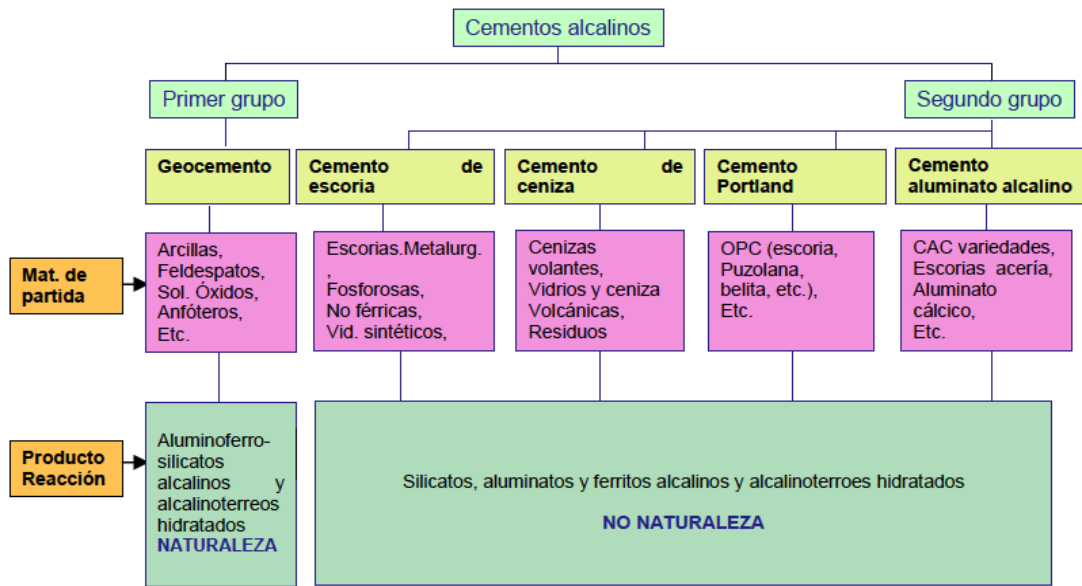 Cementos alcalinos
Primer grupo
Segundo grupo
Geocemento
Cemento de
escoria
Cemento de
ceniza
Cemento
Portland
Cemento
aluminato alcalino
Mat. de
partida
Arcillas,
Feldespatos,
Sol. Óxidos,
Anfóteros,
Etc.
Escorias.Metalurg.
,
Fosforosas,
No férricas,
Vid. sintéticos,
Cenizas
volantes,
Vidrios y ceniza
Volcánicas,
Residuos
OPC (escoria,
Puzolana,
belita, etc.),
Etc.
CAC variedades,
Escorias acería,
Aluminato
cálcico,
Etc.
Producto
Reacción
Aluminoferro-
silicatos
alcalinos y
alcalinoterreos
hidratados
NATURALEZA
Silicatos, aluminatos y ferritos alcalinos y alcalinoterroes hidratados
NO NATURALEZA